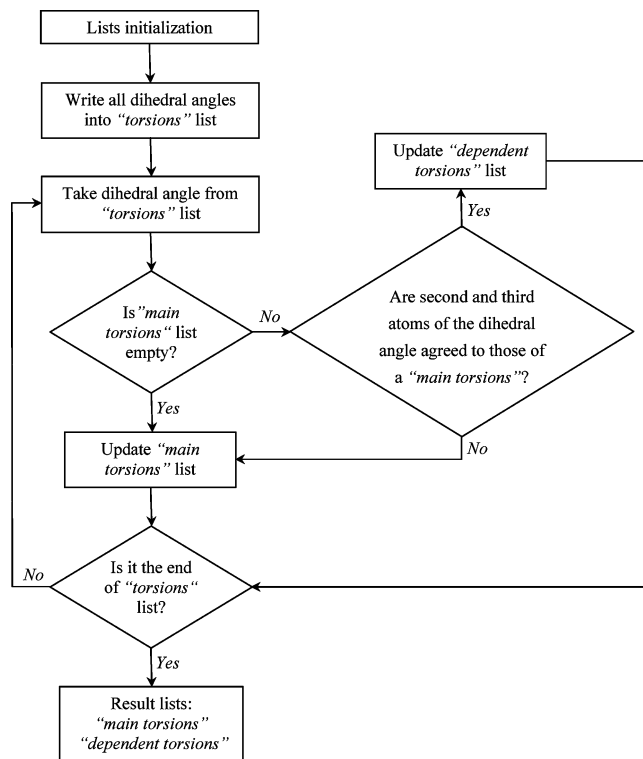 Lists initialization
Write all dihedral angles
into “torsions” list
Take dihedral angle from
“torsions” list
Is ”main
torsions“ list
empty?
No
Yes
Are second and third
atoms of the dihedral
angle agreed to those of
a “main torsions”?
Yes
Update “dependent
torsions” list
No
Update “main
torsions” list
Is it the end
of “torsions“
list?
No
Yes
Result lists:
“main torsions”
“dependent torsions”